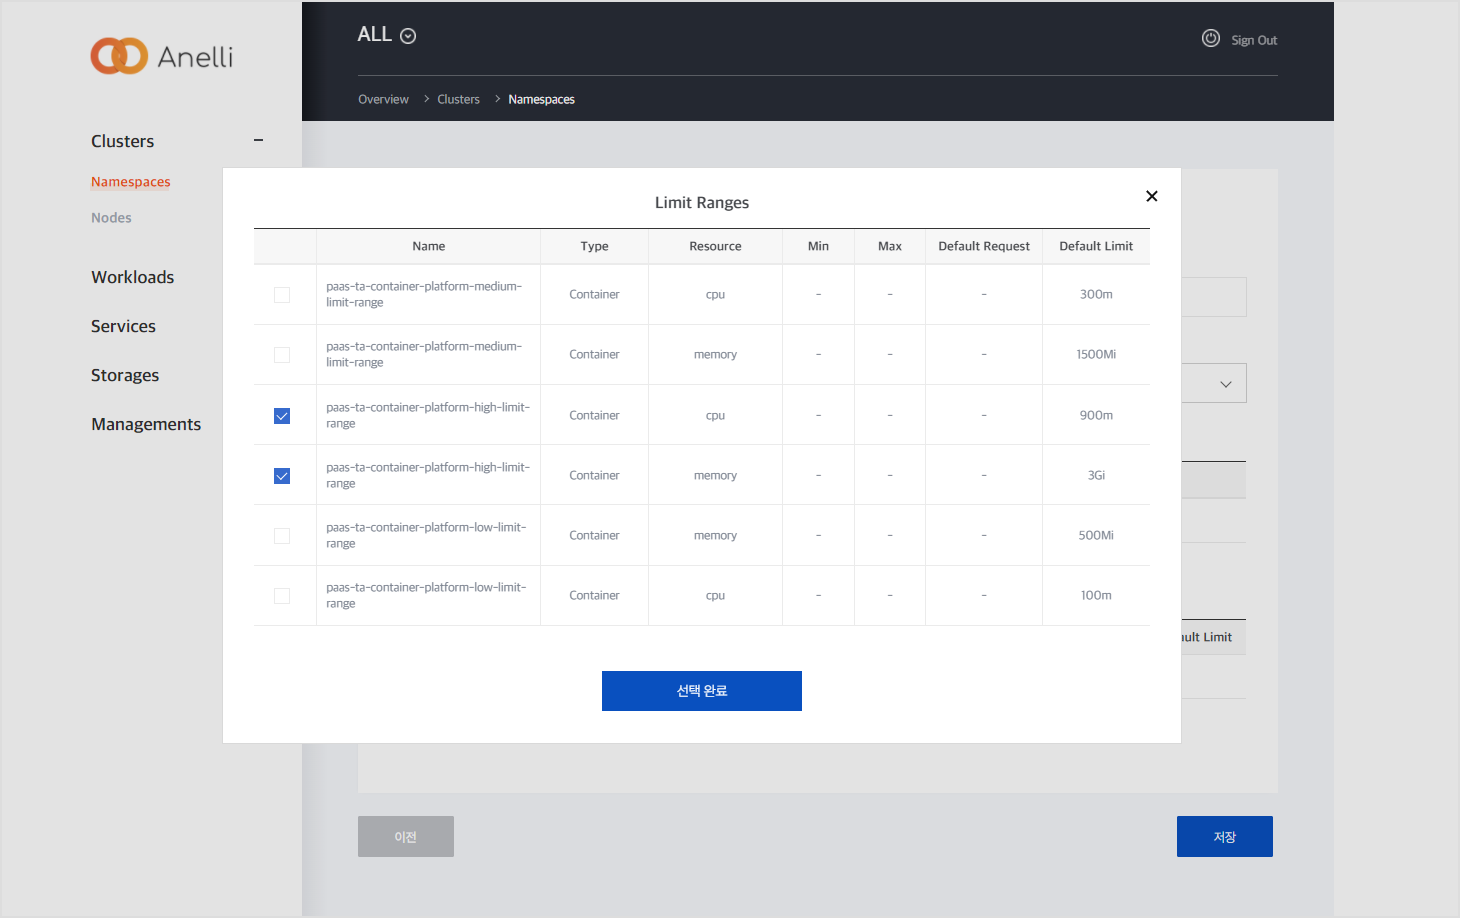 Anelli
ALL
Sign Out
Overview > Clusters > Namespaces
Clusters
Namespaces
Nodes
Workloads
Services
Storages
Managements
Limit Ranges
Name Type Resource Min Max Default Request Default Limit
paas-ta-container-platform-medium-
limit-range
Container cpu - - - 300m
paas-ta-container-platform-medium-
limit-range
Container memory - - - 1500Mi
paas-ta-container-platform-high-limit-
range
Container cpu - - - 900m
paas-ta-container-platform-high-limit-
range
Container memory - - - 3Gi
paas-ta-container-platform-low-limit-
range
Container memory - - - 500Mi
paas-ta-container-platform-low-limit-
range
Container cpu - - - 100m
ult Limit
선택 완료
이전
저장